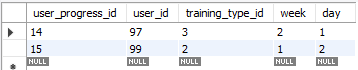 user_progress_id user_id training_type_id week day
14 97 3 2 1
15 99 2 1 2
NULL NULL NULL NULL NULL